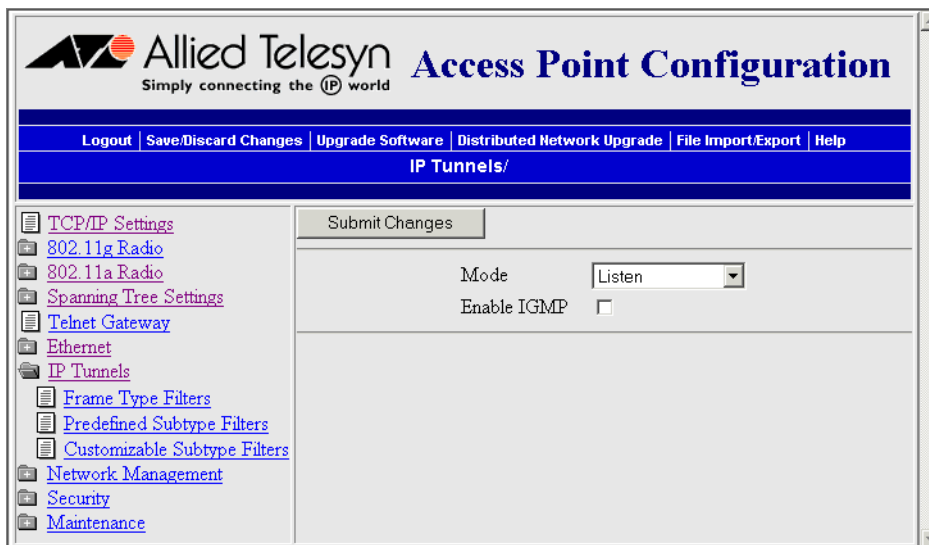 Allied Telesyn
Simply connecting the IP world
Access Point Configuration
Logout | Save/Discard Changes | Upgrade Software | Distributed Network Upgrade | File Import/Export | Help
IP Tunnels/
TCP/IP Settings
802.11g Radio
802.11a Radio
Spanning Tree Settings
Telnet Gateway
Ethernet
IP Tunnels
Frame Type Filters
Predefined Subtype Filters
Customizable Subtype Filters
Network Management
Security
Maintenance
Submit Changes
Mode Listen
Enable IGMP